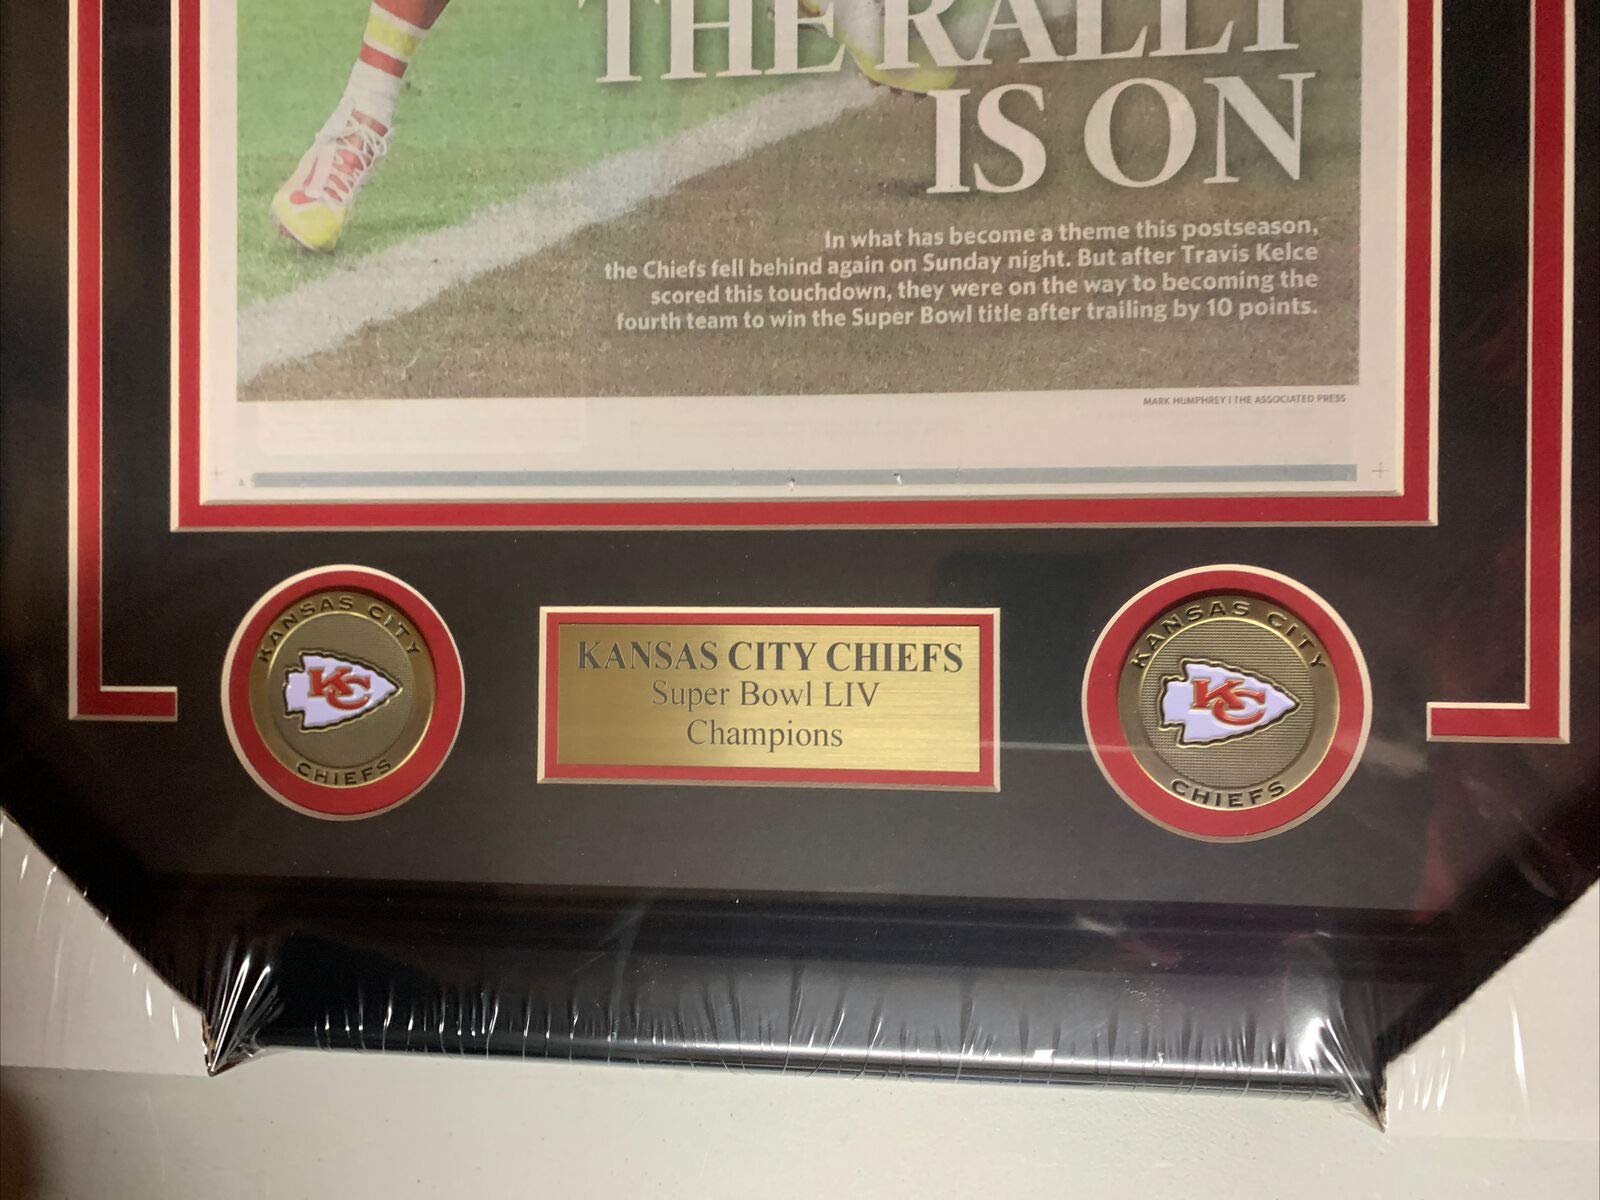 THE RALLY
IS ON
In what has become a theme this postseason,
the Chiefs fell behind again on Sunday night. But after Travis Kelce
scored this touchdown, they were on the way to becoming the
fourth team to win the Super Bowl title after trailing by 10 points.
MARK HUMPHREY | THE ASSOCIATED PRESS
KANSAS CITY
KC
CHIEFS
KANSAS CITY CHIEFS
Super Bowl LIV
Champions
KANSAS CITY
KC
CHIEFS